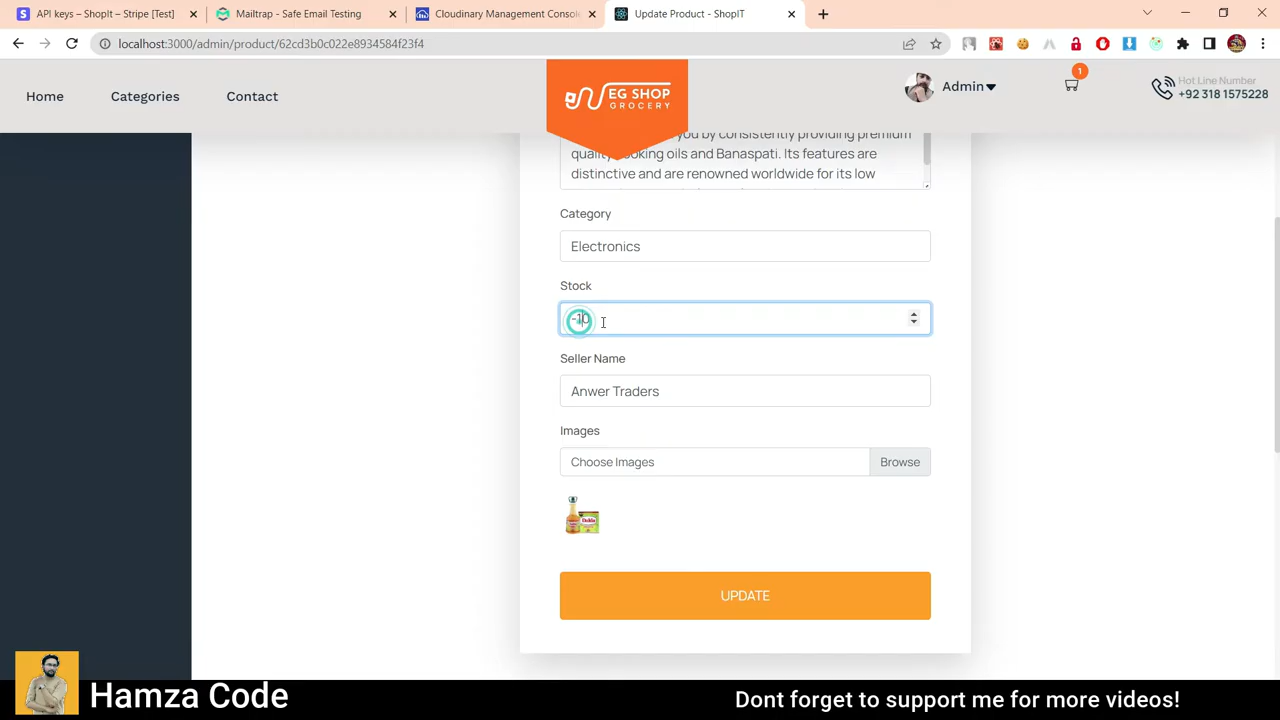 API keys – ShopIt – Stripe [Test]
Mailtrap - Safe Email Testing
Cloudinary Management Consol
Update Product - ShopIT
localhost:3000/admin/product/62cd3b0c022e8934584f23f4
Home
Categories
Contact
EG SHOP
GROCERY
Admin
1
Hot Line Number
+92 318 1575228
you by consistently providing premium
quality cooking oils and Banaspati. Its features are
distinctive and are renowned worldwide for its low
Category
Electronics
Stock
-10
Seller Name
Anwer Traders
Images
Choose Images
Browse
UPDATE
Hamza Code
Dont forget to support me for more videos!